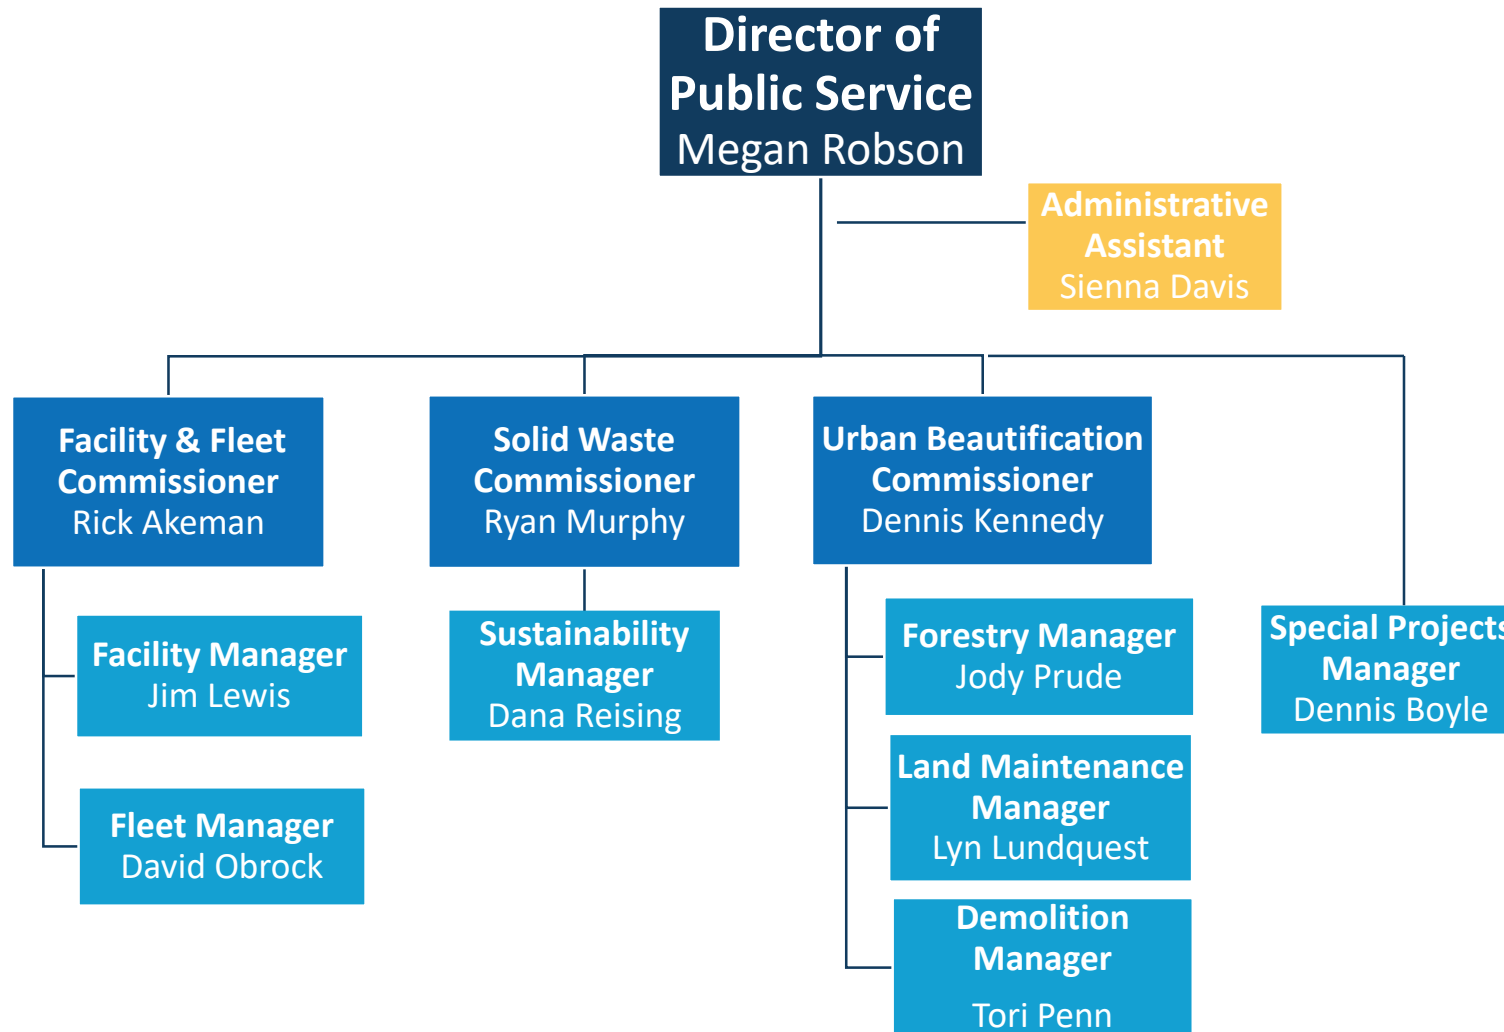 Director of
Public Service
Megan Robson
Administrative
Assistant
Sienna Davis
Facility & Fleet
Commissioner
Rick Akeman
Solid Waste
Commissioner
Ryan Murphy
Urban Beautification
Commissioner
Dennis Kennedy
Facility Manager
Jim Lewis
Fleet Manager
David Obrock
Sustainability
Manager
Dana Reising
Forestry Manager
Jody Prude
Land Maintenance
Manager
Lyn Lundquest
Demolition
Manager
Tori Penn
Special Projects
Manager
Dennis Boyle